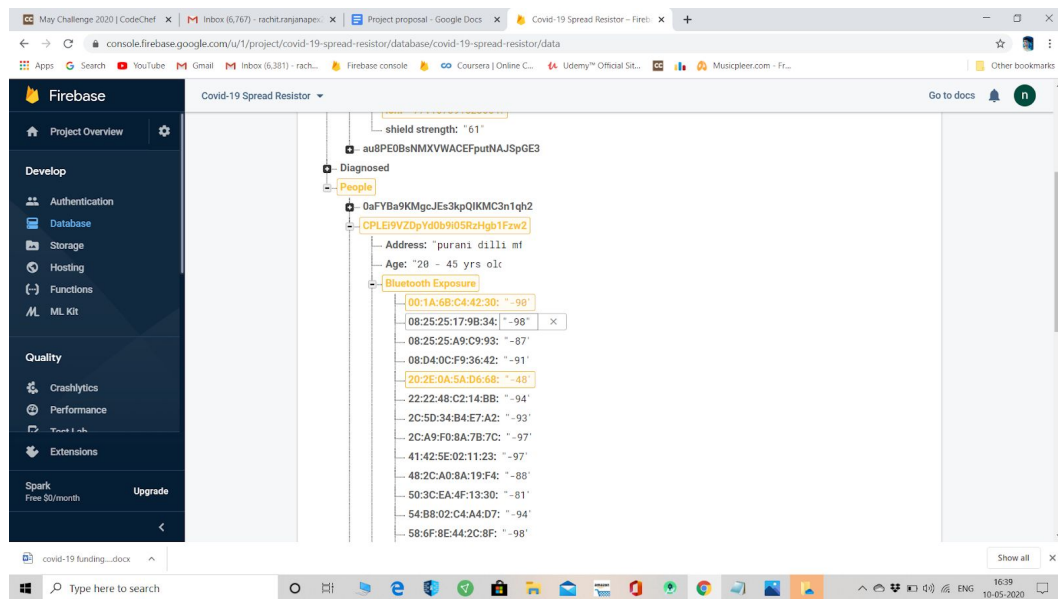 May Challenge 2020 | CodeChef
Inbox (6,767) - rachit.ranjanapex
Project proposal - Google Docs
Covid-19 Spread Resistor – Fireb
console.firebase.google.com/u/1/project/covid-19-spread-resistor/database/covid-19-spread-resistor/data
Apps Search YouTube Gmail Inbox (6,381) - rach... Firebase console Coursera | Online C... Udemy™ Official Sit... Musicpleer.com - Fr... Other bookmarks
Firebase
Covid-19 Spread Resistor
Go to docs
n
Project Overview
Develop
Authentication
Database
Storage
Hosting
Functions
ML Kit
Quality
Crashlytics
Performance
Test Lab
Extensions
Spark
Free $0/month
Upgrade
shield strength: "61"
au8PE0BsNMXVWACEFputNAJSpGE3
Diagnosed
People
0aFYBa9KMgcJEs3kpQIKMC3n1qh2
CPLEi9VZDpYd0b9i05RzHgb1Fzw2
Address: "purani dilli
Age: "20 - 45 yrs old
Bluetooth Exposure
00:1A:6B:C4:42:30: "-90"
08:25:25:17:9B:34: "-98"
08:25:25:A9:C9:93: "-87"
08:D4:0C:F9:36:42: "-91"
20:2E:0A:5A:D6:68: "-48"
22:22:48:C2:14:BB: "-94"
2C:5D:34:B4:E7:A2: "-93"
2C:A9:F0:8A:7B:7C: "-97"
41:42:5E:02:11:23: "-97"
48:2C:A0:8A:19:F4: "-88"
50:3C:EA:4F:13:30: "-81"
54:B8:02:C4:A4:D7: "-94"
58:6F:8E:44:2C:8F: "-98"
covid-19 funding....docx
Show all
Type here to search
ENG
16:39
10-05-2020